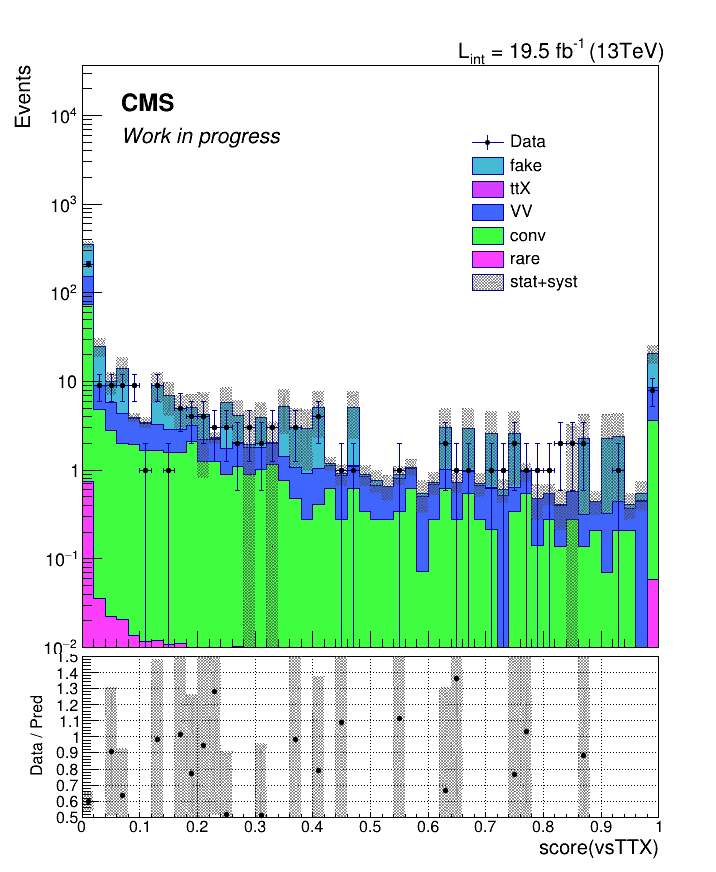 L_int = 19.5 fb^-1 (13TeV)
Events
CMS
Work in progress
Data
fake
ttX
VV
conv
rare
stat+syst
10^4
10^3
10^2
10
1
10^-1
10^-2
Data / Pred
1.5
1.4
1.3
1.2
1.1
1
0.9
0.8
0.7
0.6
0.5
0 0.1 0.2 0.3 0.4 0.5 0.6 0.7 0.8 0.9 1
score(vsTTX)